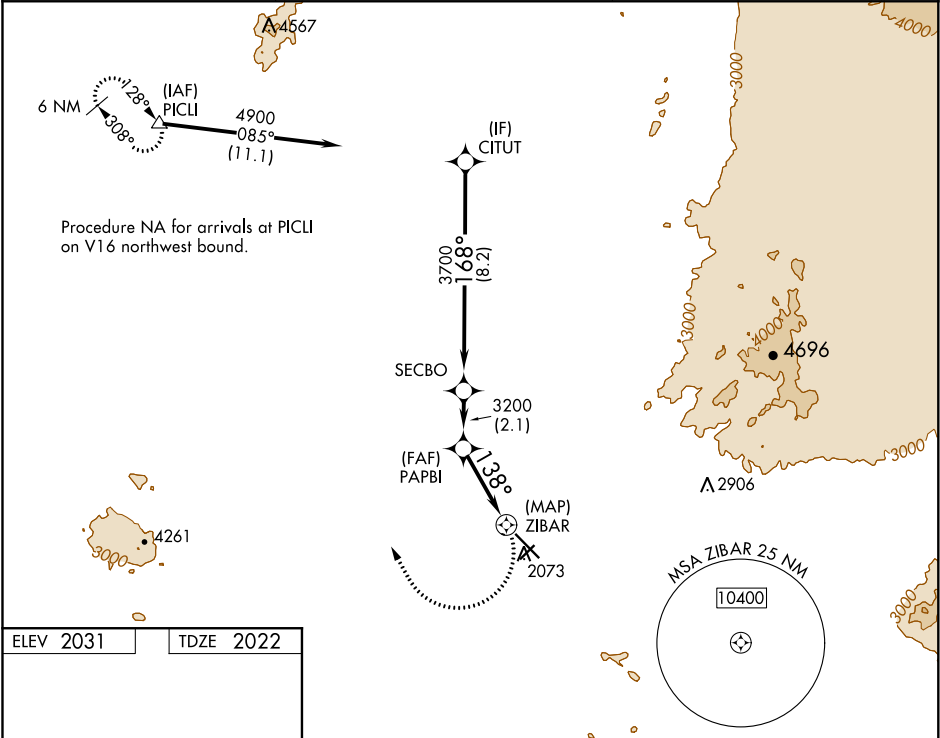 4567
4000
3000
6 NM
128°
308°
(IAF)
PICLI
4900
085°
(11.1)
(IF)
CITUT
Procedure NA for arrivals at PICLI
on V16 northwest bound.
3700
168°
(8.2)
3000
4000
4696
SECBO
3200
(2.1)
(FAF)
PAPBI
138°
3000
2906
(MAP)
ZIBAR
2073
4261
3000
MSA ZIBAR 25 NM
10400
3000
ELEV 2031
TDZE 2022